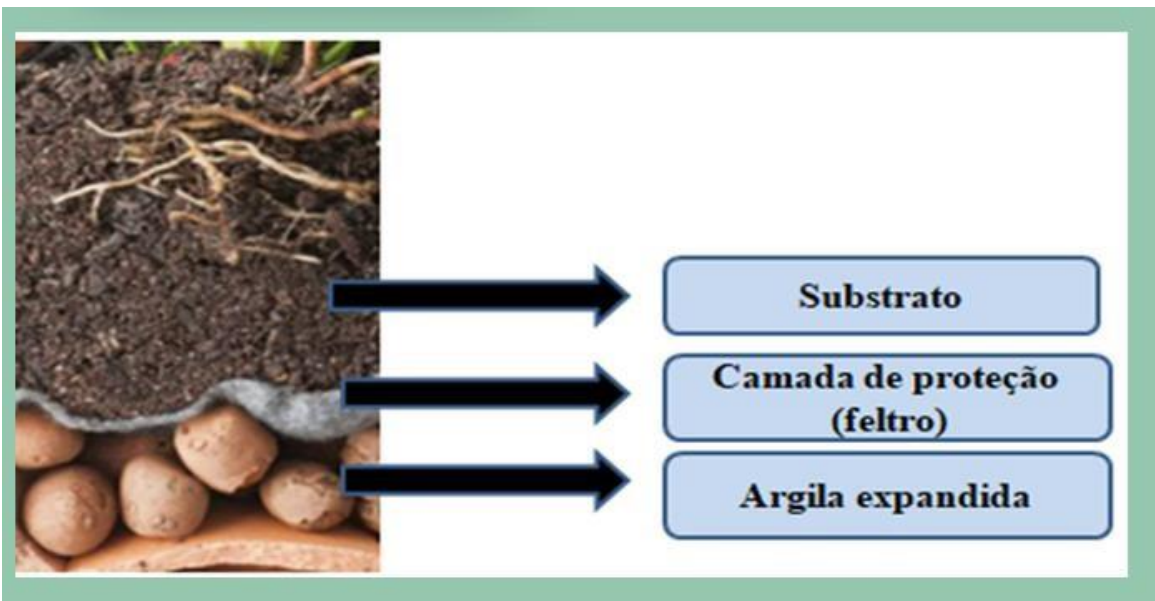 Substrato
Camada de proteção
(feltro)
Argila expandida